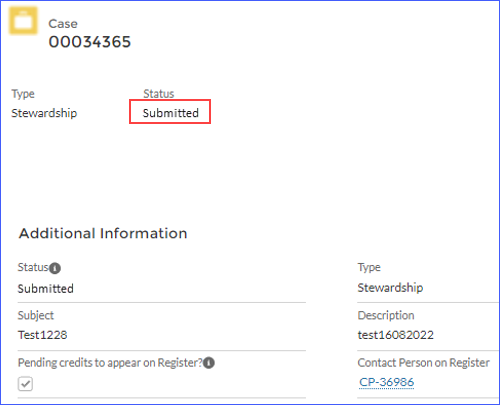 Case
00034365
Type Status
Stewardship Submitted
Additional Information
Status Type
Submitted Stewardship
Subject Description
Test1228 test16082022
Pending credits to appear on Register? Contact Person on Register
CP-36986